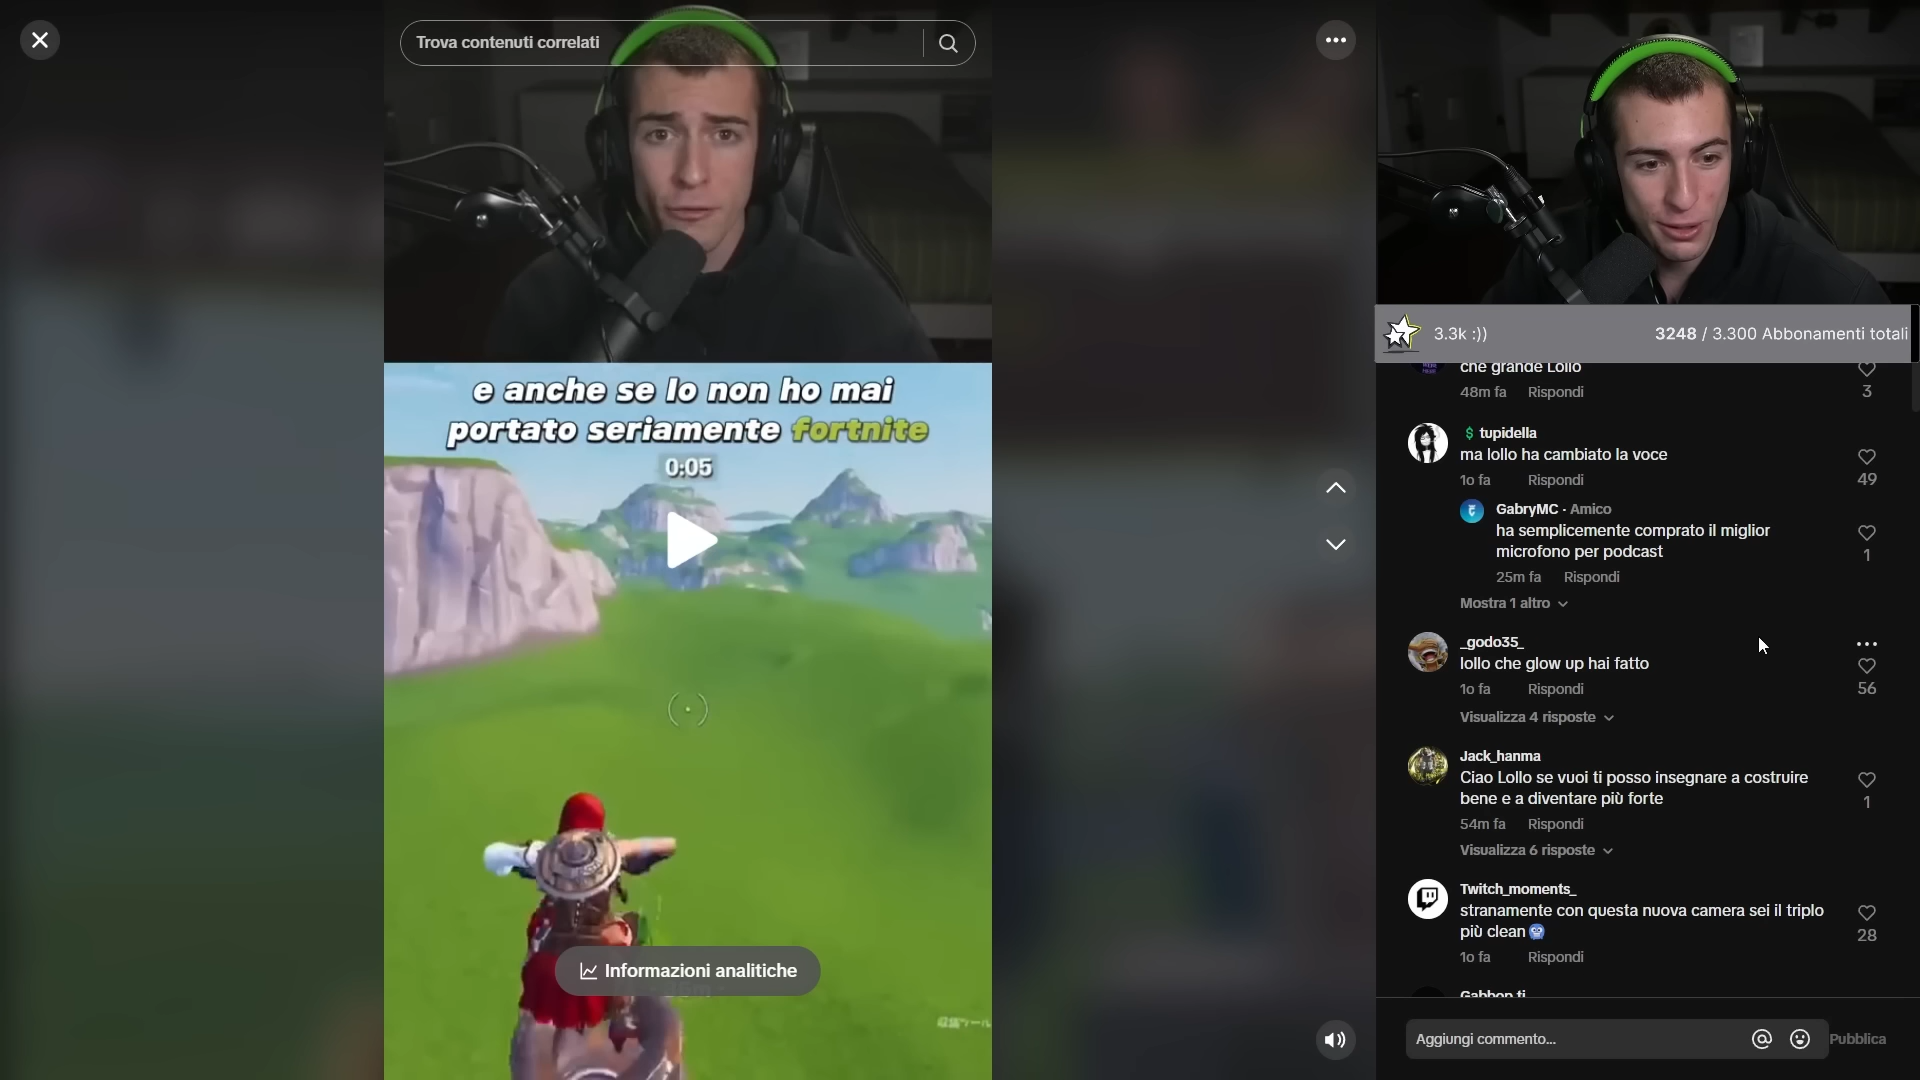 Trova contenuti correlati
e anche se Io non ho mai
portato seriamente fortnite
0:05
Informazioni analitiche
3.3k :))
3248 / 3.300 Abbonamenti totali
che grande Lollo
48m fa Rispondi
3
$ tupidella
ma lollo ha cambiato la voce
1o fa Rispondi
49
GabryMC · Amico
ha semplicemente comprato il miglior
microfono per podcast
25m fa Rispondi
1
Mostra 1 altro
_godo35_
lollo che glow up hai fatto
1o fa Rispondi
56
Visualizza 4 risposte
Jack_hanma
Ciao Lollo se vuoi ti posso insegnare a costruire
bene e a diventare più forte
54m fa Rispondi
1
Visualizza 6 risposte
Twitch_moments_
stranamente con questa nuova camera sei il triplo
più clean🥶
1o fa Rispondi
28
Gabbop.ti
Aggiungi commento...
Pubblica